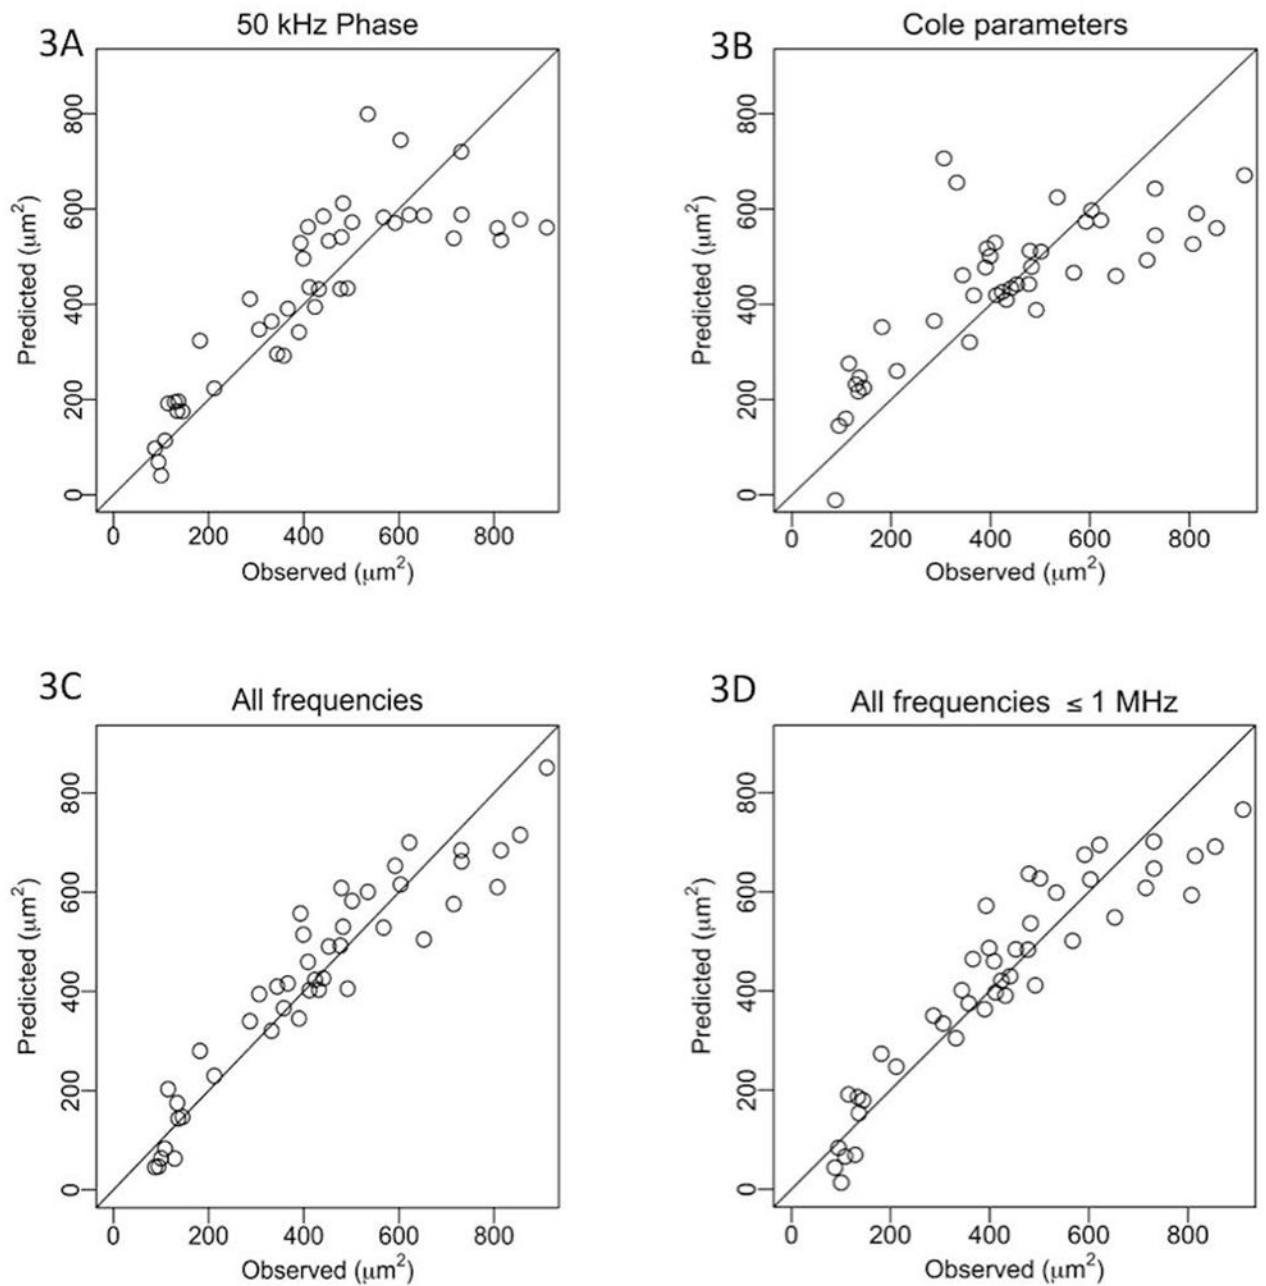 3A
50 kHz Phase
Predicted (μm²)
800
600
400
200
0
0 200 400 600 800
Observed (μm²)
3B
Cole parameters
Predicted (μm²)
800
600
400
200
0
0 200 400 600 800
Observed (μm²)
3C
All frequencies
Predicted (μm²)
800
600
400
200
0
0 200 400 600 800
Observed (μm²)
3D
All frequencies ≤ 1 MHz
Predicted (μm²)
800
600
400
200
0
0 200 400 600 800
Observed (μm²)